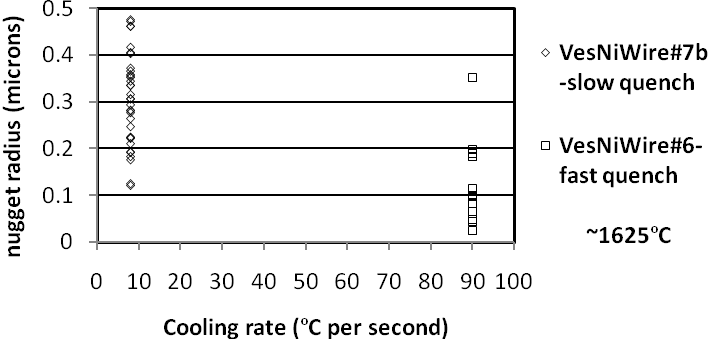 nugget radius (microns)
0.5
0.4
0.3
0.2
0.1
0
0 10 20 30 40 50 60 70 80 90 100
Cooling rate (°C per second)
VesNiWire#7b
-slow quench
VesNiWire#6-
fast quench
~1625°C